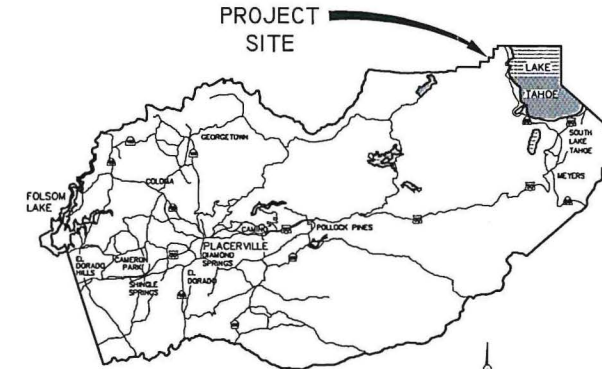 PROJECT
SITE
LAKE
TAHOE
GEORGETOWN
SOUTH
LAKE
TAHOE
COLOMA
MEYERS
FOLSOM
LAKE
POLLOCK PINES
PLACERVILLE
DIAMOND
SPRINGS
EL
DORADO
HILLS
CAMERON
PARK
EL
DORADO
SHINGLE
SPRINGS